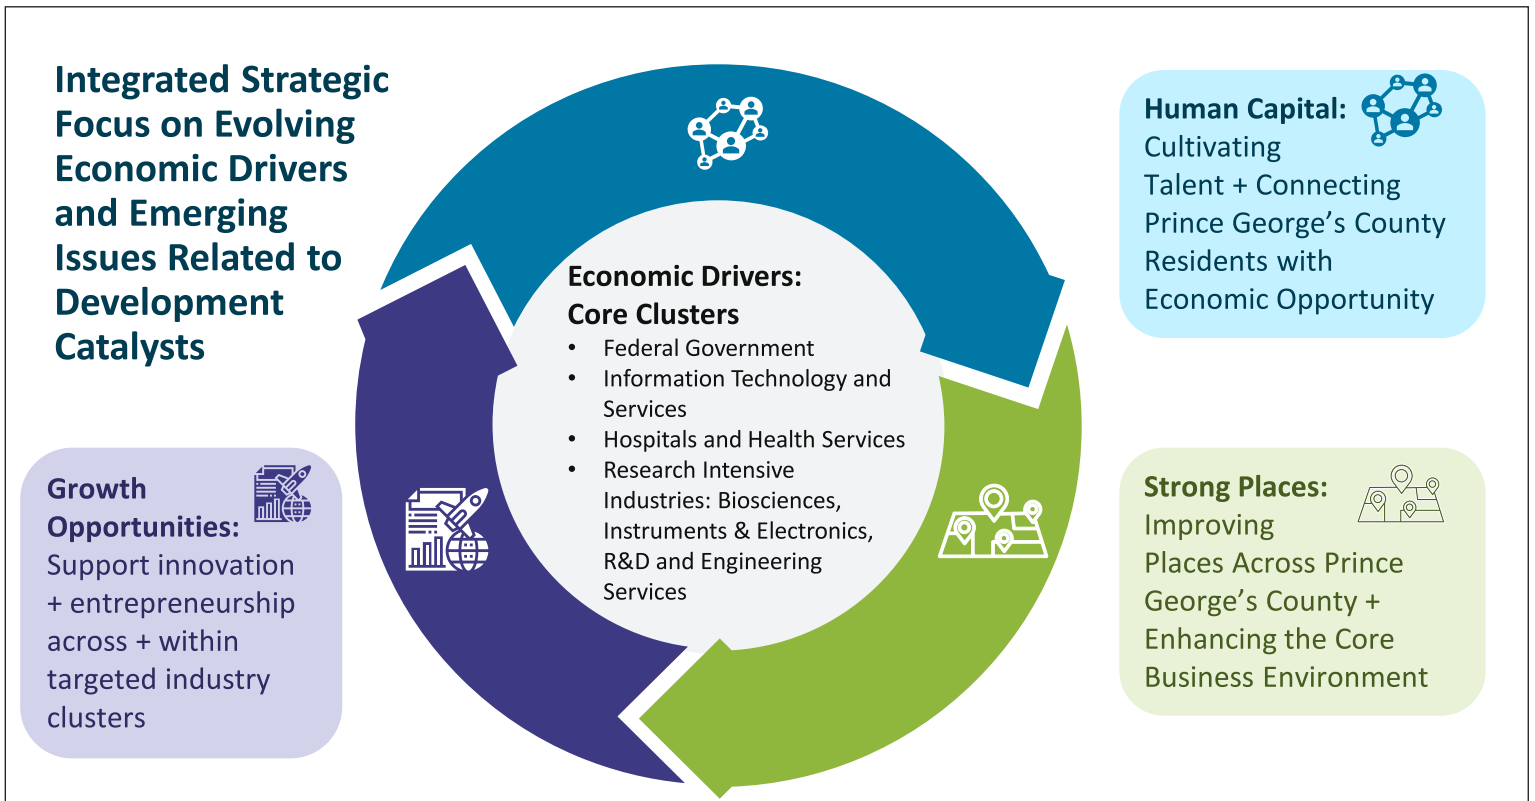 Integrated Strategic
Focus on Evolving
Economic Drivers
and Emerging
Issues Related to
Development
Catalysts
Human Capital:
Cultivating
Talent + Connecting
Prince George’s County
Residents with
Economic Opportunity
Economic Drivers:
Core Clusters
• Federal Government
• Information Technology and
Services
• Hospitals and Health Services
• Research Intensive
Industries: Biosciences,
Instruments & Electronics,
R&D and Engineering
Services
Growth
Opportunities:
Support innovation
+ entrepreneurship
across + within
targeted industry
clusters
Strong Places:
Improving
Places Across Prince
George’s County +
Enhancing the Core
Business Environment